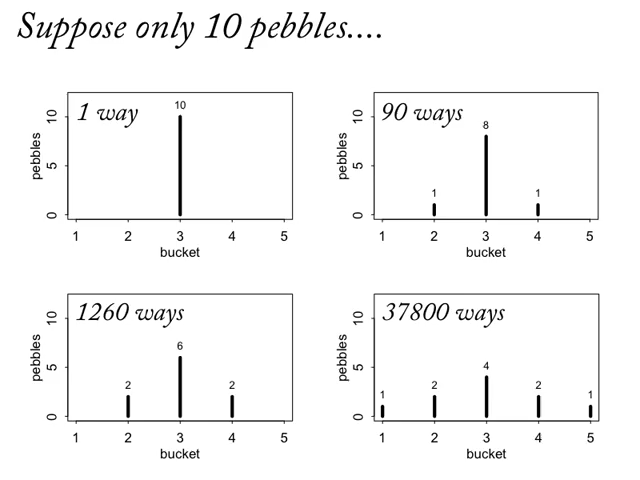 Suppose only 10 pebbles....
1 way
10
pebbles
0 5 10
1 2 3 4 5
bucket
90 ways
1 8 1
pebbles
0 5 10
1 2 3 4 5
bucket
1260 ways
2 6 2
pebbles
0 5 10
1 2 3 4 5
bucket
37800 ways
1 2 4 2 1
pebbles
0 5 10
1 2 3 4 5
bucket